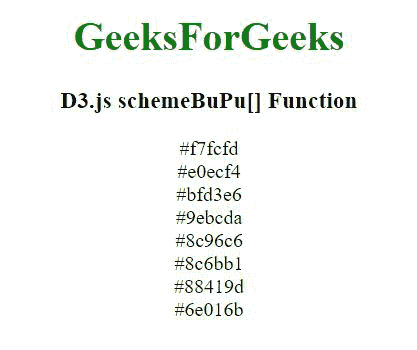 GeeksForGeeks
D3.js schemeBuPu[] Function
#f7fcfd
#e0ecf4
#bfd3e6
#9ebcda
#8c96c6
#8c6bb1
#88419d
#6e016b